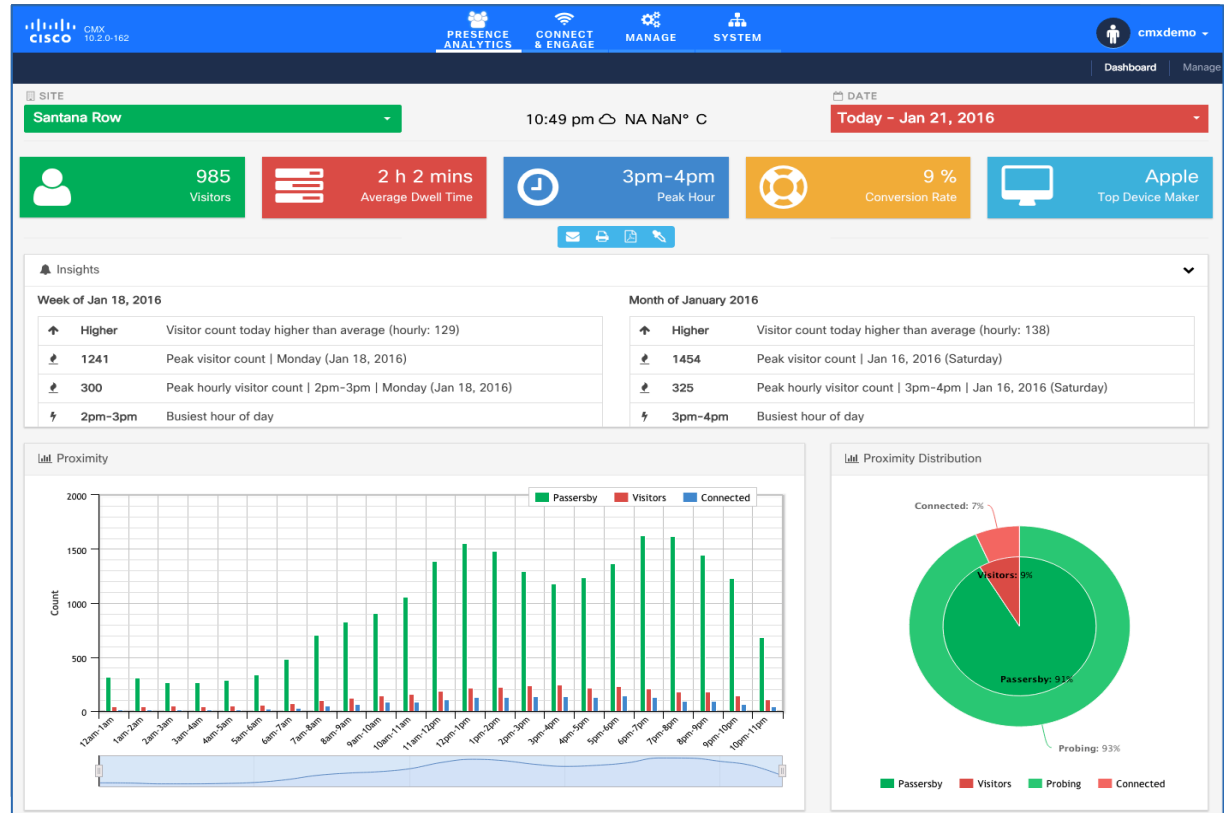 CISCO
CMX
10.2.0-162
PRESENCE
ANALYTICS
CONNECT
& ENGAGE
MANAGE
SYSTEM
cmxdemo
Dashboard
Manage
SITE
Santana Row
10:49 pm NA NaN° C
DATE
Today - Jan 21, 2016
985
Visitors
2 h 2 mins
Average Dwell Time
3pm-4pm
Peak Hour
9 %
Conversion Rate
Apple
Top Device Maker
Insights
Week of Jan 18, 2016
Higher Visitor count today higher than average (hourly: 129)
1241 Peak visitor count | Monday (Jan 18, 2016)
300 Peak hourly visitor count | 2pm-3pm | Monday (Jan 18, 2016)
2pm-3pm Busiest hour of day
Month of January 2016
Higher Visitor count today higher than average (hourly: 138)
1454 Peak visitor count | Jan 16, 2016 (Saturday)
325 Peak hourly visitor count | 3pm-4pm | Jan 16, 2016 (Saturday)
3pm-4pm Busiest hour of day
Proximity
Passersby
Visitors
Connected
Count
2000
1500
1000
500
0
12am-1am
1am-2am
2am-3am
3am-4am
4am-5am
5am-6am
6am-7am
7am-8am
8am-9am
9am-10am
10am-11am
11am-12pm
12pm-1pm
1pm-2pm
2pm-3pm
3pm-4pm
4pm-5pm
5pm-6pm
6pm-7pm
7pm-8pm
8pm-9pm
9pm-10pm
10pm-11pm
Proximity Distribution
Connected: 7%
Visitors: 9%
Passersby: 91%
Probing: 93%
Passersby
Visitors
Probing
Connected